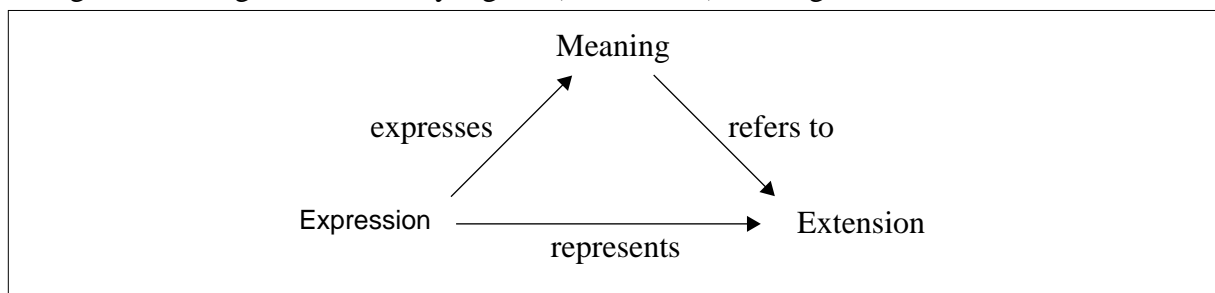 Meaning
expresses
refers to
Expression
Extension
represents